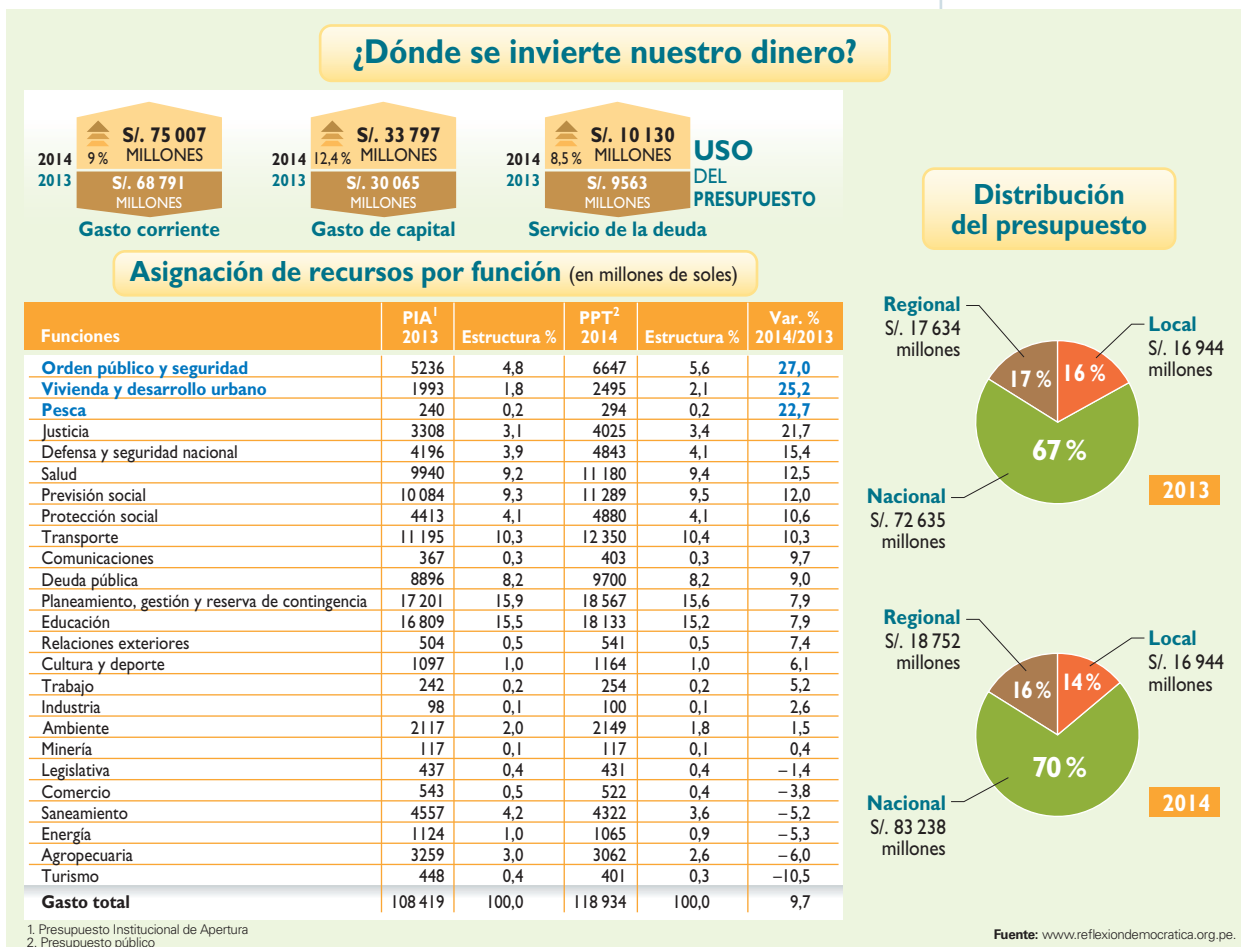 ¿Dónde se invierte nuestro dinero?
2014 9 % S/. 75 007 MILLONES
2013 S/. 68 791 MILLONES
Gasto corriente
2014 12,4 % S/. 33 797 MILLONES
2013 S/. 30 065 MILLONES
Gasto de capital
2014 8,5 % S/. 10 130 MILLONES
2013 S/. 9563 MILLONES
Servicio de la deuda
USO
DEL
PRESUPUESTO
Asignación de recursos por función (en millones de soles)
Funciones PIA1 2013 Estructura % PPT2 2014 Estructura % Var. % 2014/2013
Orden público y seguridad 5236 4,8 6647 5,6 27,0
Vivienda y desarrollo urbano 1993 1,8 2495 2,1 25,2
Pesca 240 0,2 294 0,2 22,7
Justicia 3308 3,1 4025 3,4 21,7
Defensa y seguridad nacional 4196 3,9 4843 4,1 15,4
Salud 9940 9,2 11 180 9,4 12,5
Previsión social 10 084 9,3 11 289 9,5 12,0
Protección social 4413 4,1 4880 4,1 10,6
Transporte 11 195 10,3 12 350 10,4 10,3
Comunicaciones 367 0,3 403 0,3 9,7
Deuda pública 8896 8,2 9700 8,2 9,0
Planeamiento, gestión y reserva de contingencia 17 201 15,9 18 567 15,6 7,9
Educación 16 809 15,5 18 133 15,2 7,9
Relaciones exteriores 504 0,5 541 0,5 7,4
Cultura y deporte 1097 1,0 1164 1,0 6,1
Trabajo 242 0,2 254 0,2 5,2
Industria 98 0,1 100 0,1 2,6
Ambiente 2117 2,0 2149 1,8 1,5
Minería 117 0,1 117 0,1 0,4
Legislativa 437 0,4 431 0,4 –1,4
Comercio 543 0,5 522 0,4 –3,8
Saneamiento 4557 4,2 4322 3,6 –5,2
Energía 1124 1,0 1065 0,9 –5,3
Agropecuaria 3259 3,0 3062 2,6 –6,0
Turismo 448 0,4 401 0,3 –10,5
Gasto total 108 419 100,0 118 934 100,0 9,7
1. Presupuesto Institucional de Apertura
2. Presupuesto público
Distribución
del presupuesto
Regional
S/. 17 634
millones
Local
S/. 16 944
millones
17 %
16 %
67 %
Nacional
S/. 72 635
millones
2013
Regional
S/. 18 752
millones
Local
S/. 16 944
millones
16 %
14 %
70 %
Nacional
S/. 83 238
millones
2014
Fuente: www.reflexiondemocratica.org.pe.